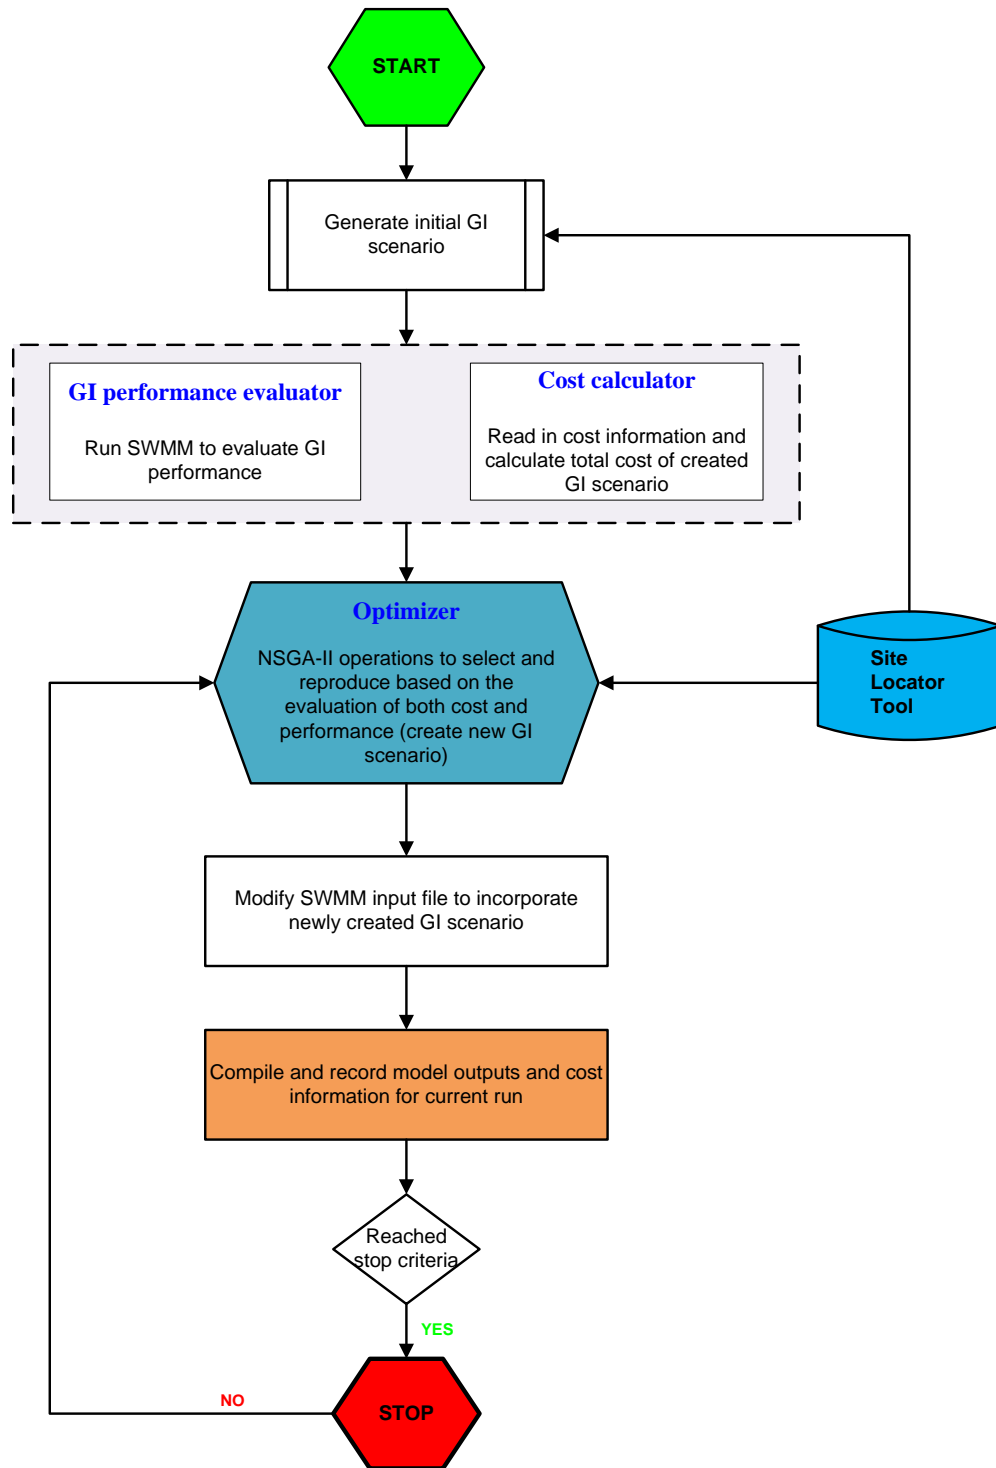 START
Generate initial GI
scenario
GI performance evaluator
Run SWMM to evaluate GI
performance
Cost calculator
Read in cost information and
calculate total cost of created
GI scenario
Optimizer
NSGA-II operations to select and
reproduce based on the
evaluation of both cost and
performance (create new GI
scenario)
Site
Locator
Tool
Modify SWMM input file to incorporate
newly created GI scenario
Compile and record model outputs and cost
information for current run
Reached
stop criteria
YES
NO
STOP